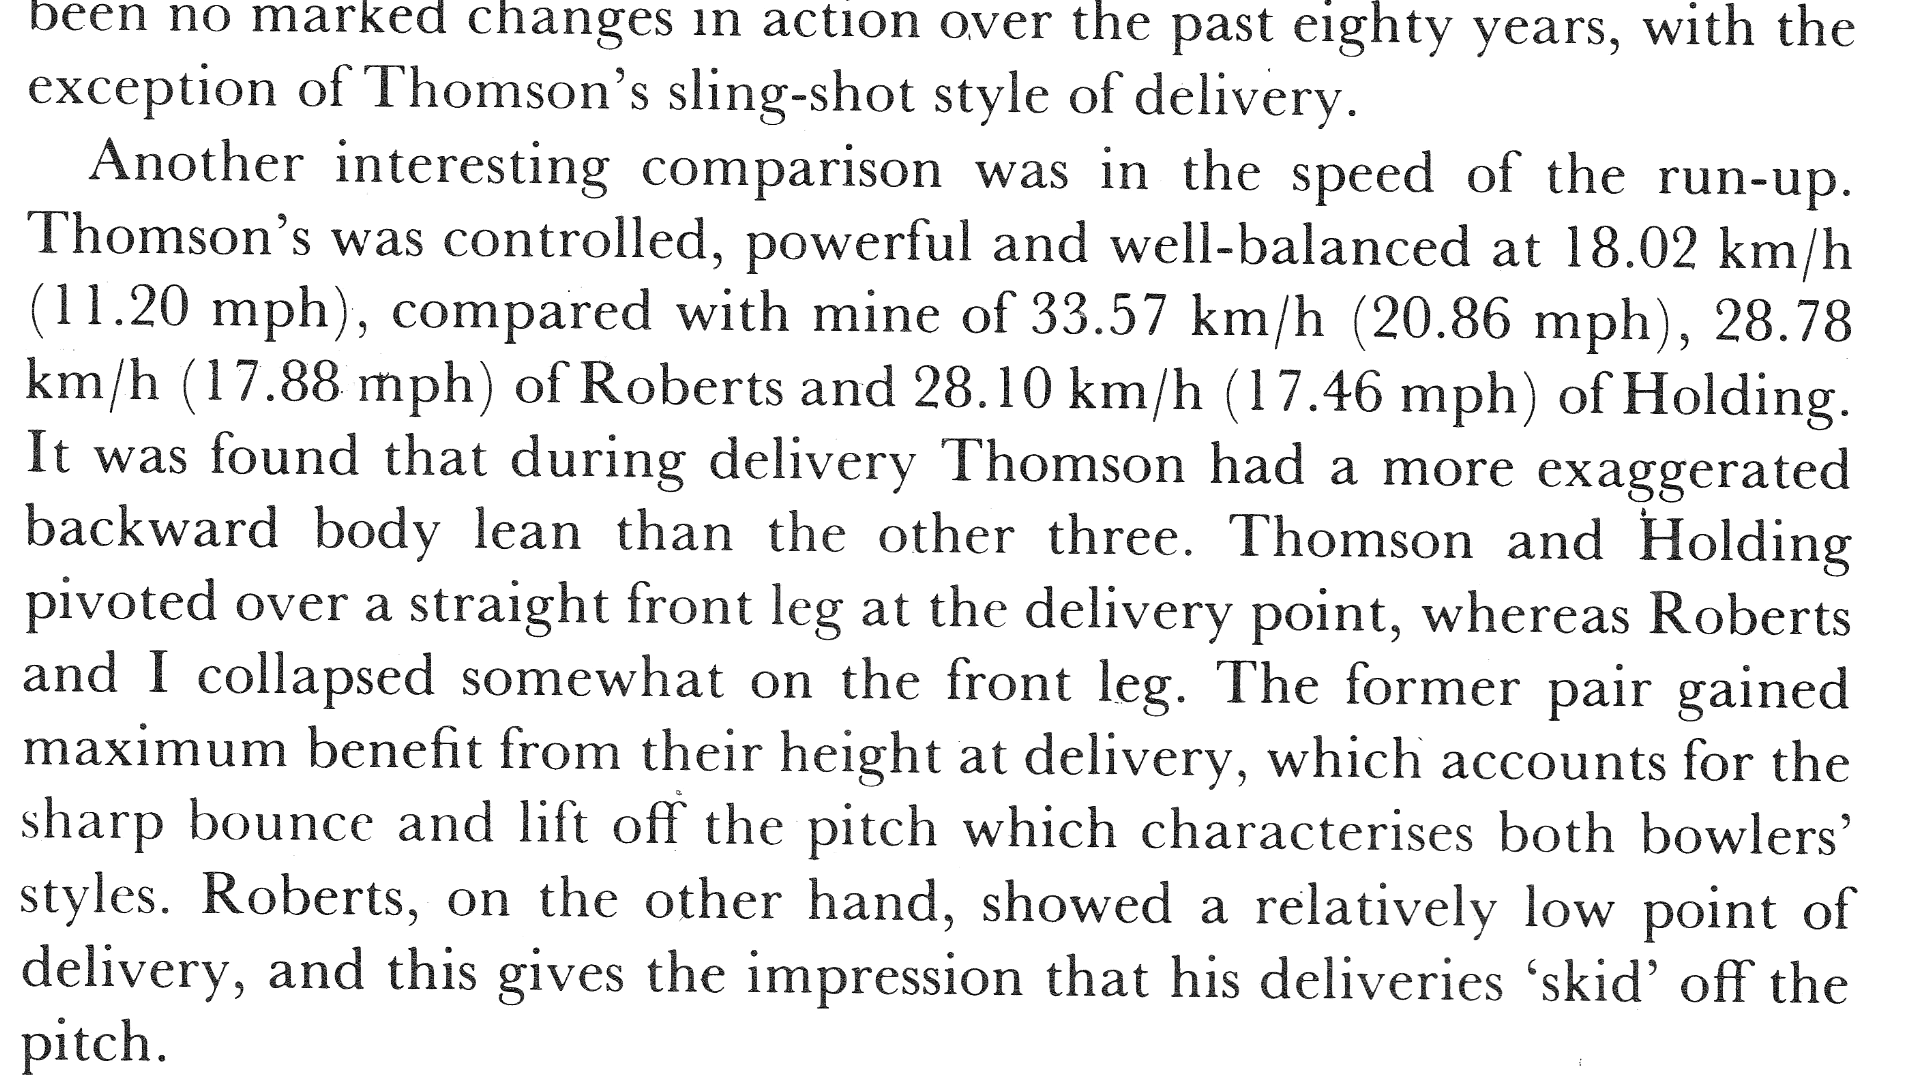 been no marked changes in action over the past eighty years, with the
exception of Thomson's sling-shot style of delivery.
Another interesting comparison was in the speed of the run-up.
Thomson's was controlled, powerful and well-balanced at 18.02 km/h
(11.20 mph), compared with mine of 33.57 km/h (20.86 mph), 28.78
km/h (17.88 mph) of Roberts and 28.10 km/h (17.46 mph) of Holding.
It was found that during delivery Thomson had a more exaggerated
backward body lean than the other three. Thomson and Holding
pivoted over a straight front leg at the delivery point, whereas Roberts
and I collapsed somewhat on the front leg. The former pair gained
maximum benefit from their height at delivery, which accounts for the
sharp bounce and lift off the pitch which characterises both bowlers'
styles. Roberts, on the other hand, showed a relatively low point of
delivery, and this gives the impression that his deliveries ‘skid’ off the
pitch.